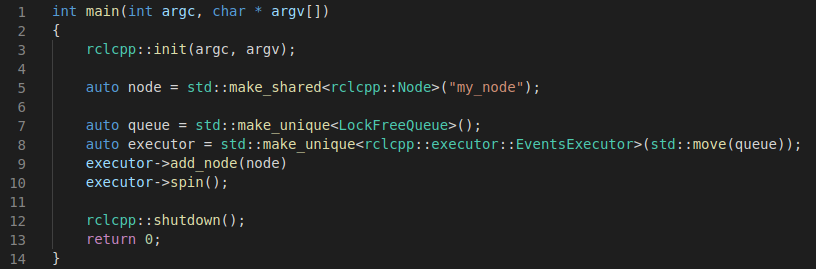 1 int main(int argc, char * argv[])
2 {
3     rclcpp::init(argc, argv);
4
5     auto node = std::make_shared<rclcpp::Node>("my_node");
6
7     auto queue = std::make_unique<LockFreeQueue>();
8     auto executor = std::make_unique<rclcpp::executor::EventsExecutor>(std::move(queue));
9     executor->add_node(node)
10     executor->spin();
11
12     rclcpp::shutdown();
13     return 0;
14 }